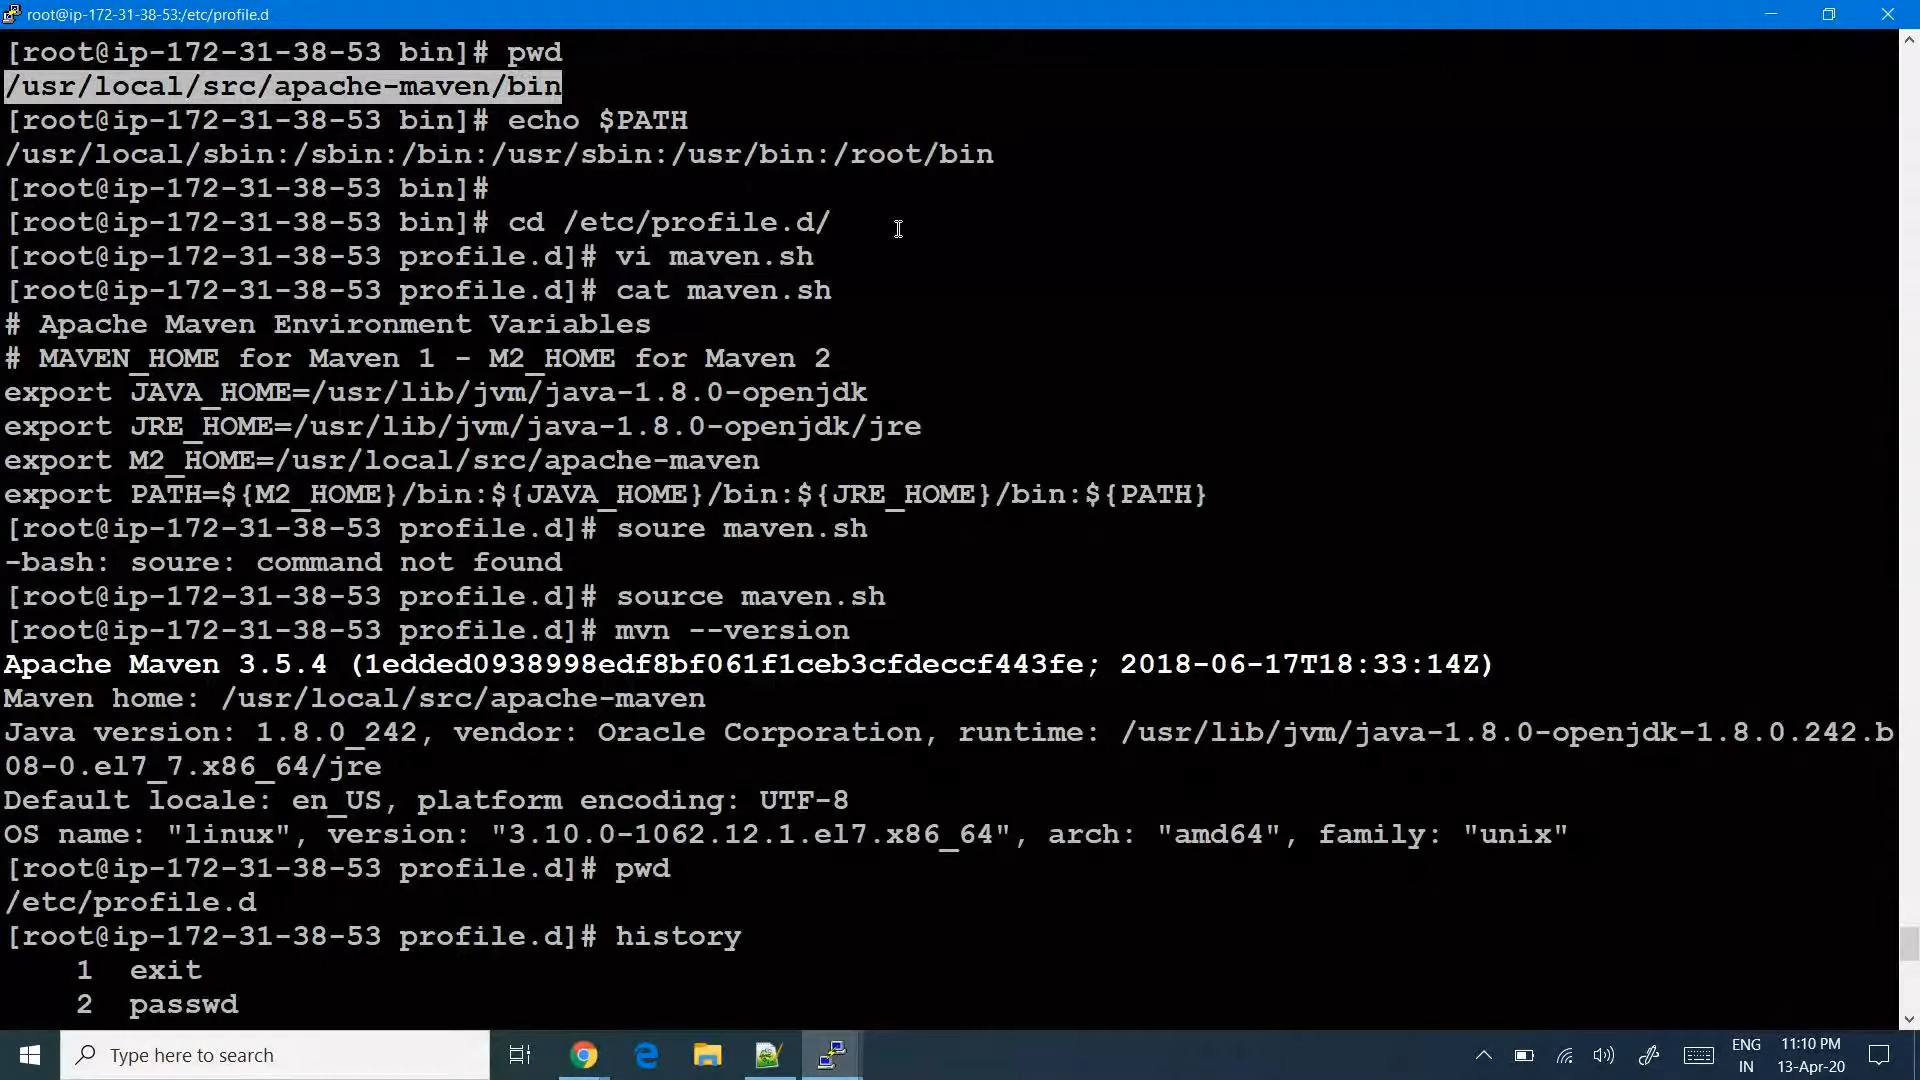 root@ip-172-31-38-53:/etc/profile.d
[root@ip-172-31-38-53 bin]# pwd
/usr/local/src/apache-maven/bin
[root@ip-172-31-38-53 bin]# echo $PATH
/usr/local/sbin:/sbin:/bin:/usr/sbin:/usr/bin:/root/bin
[root@ip-172-31-38-53 bin]#
[root@ip-172-31-38-53 bin]# cd /etc/profile.d/
[root@ip-172-31-38-53 profile.d]# vi maven.sh
[root@ip-172-31-38-53 profile.d]# cat maven.sh
# Apache Maven Environment Variables
# MAVEN_HOME for Maven 1 - M2_HOME for Maven 2
export JAVA_HOME=/usr/lib/jvm/java-1.8.0-openjdk
export JRE_HOME=/usr/lib/jvm/java-1.8.0-openjdk/jre
export M2_HOME=/usr/local/src/apache-maven
export PATH=${M2_HOME}/bin:${JAVA_HOME}/bin:${JRE_HOME}/bin:${PATH}
[root@ip-172-31-38-53 profile.d]# soure maven.sh
-bash: soure: command not found
[root@ip-172-31-38-53 profile.d]# source maven.sh
[root@ip-172-31-38-53 profile.d]# mvn --version
Apache Maven 3.5.4 (1edded0938998edf8bf061f1ceb3cfdeccf443fe; 2018-06-17T18:33:14Z)
Maven home: /usr/local/src/apache-maven
Java version: 1.8.0_242, vendor: Oracle Corporation, runtime: /usr/lib/jvm/java-1.8.0-openjdk-1.8.0.242.b
08-0.el7_7.x86_64/jre
Default locale: en_US, platform encoding: UTF-8
OS name: "linux", version: "3.10.0-1062.12.1.el7.x86_64", arch: "amd64", family: "unix"
[root@ip-172-31-38-53 profile.d]# pwd
/etc/profile.d
[root@ip-172-31-38-53 profile.d]# history
1 exit
2 passwd
Type here to search
ENG
IN
11:10 PM
13-Apr-20